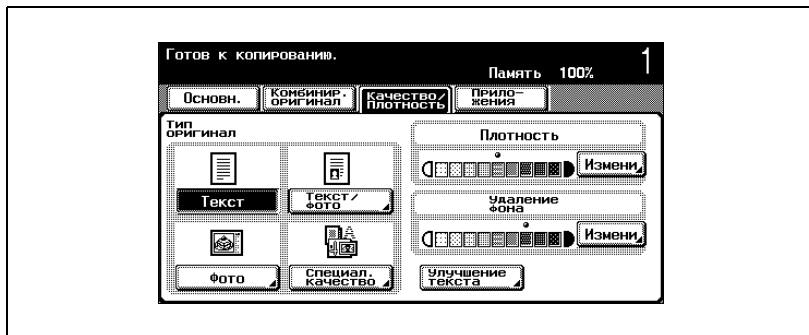 Готов к копированию.
1
Память 100%
Основн.
Комбинир.
оригинал
Качество/
Плотность
Прило-
жения
Тип
оригинал
Плотность
Измени
Текст
Текст/
Фото
Удаление
фона
Измени
Фото
Специал.
качество
Улучшение
текста